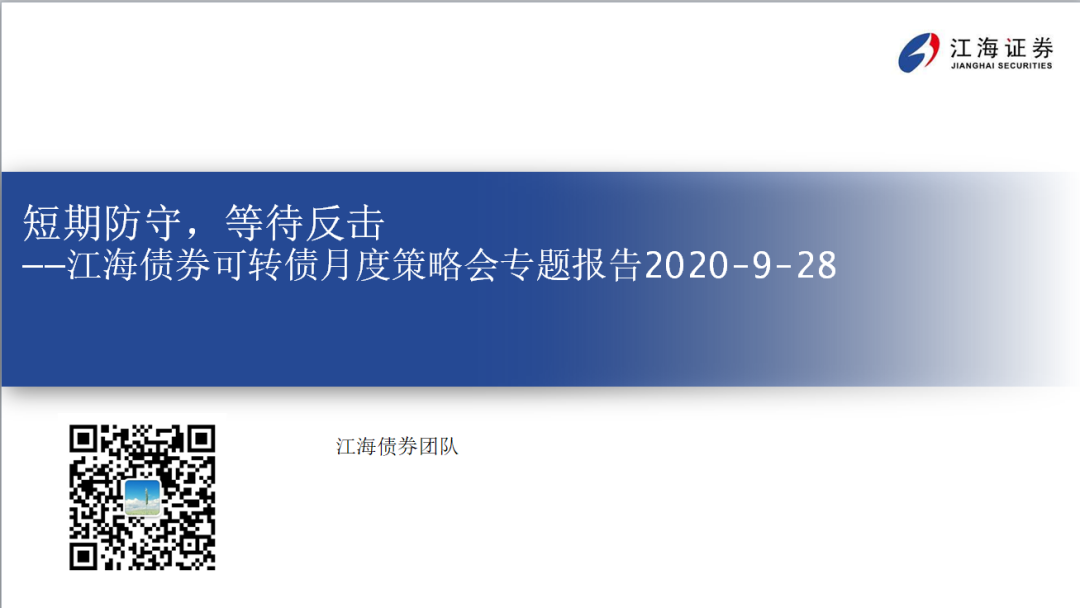 江海证券
JIANGHAI SECURITIES
短期防守，等待反击
——江海债券可转债月度策略会专题报告2020-9-28
江海债券团队